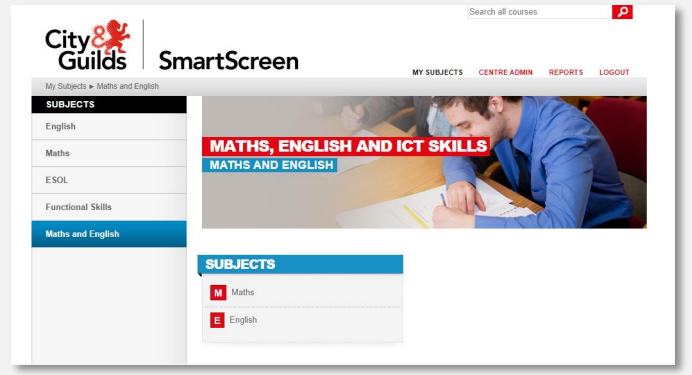 Search all courses
City&
Guilds
SmartScreen
MY SUBJECTS CENTRE ADMIN REPORTS LOGOUT
My Subjects ► Maths and English
SUBJECTS
English
Maths
ESOL
Functional Skills
Maths and English
MATHS, ENGLISH AND ICT SKILLS
MATHS AND ENGLISH
SUBJECTS
M Maths
E English